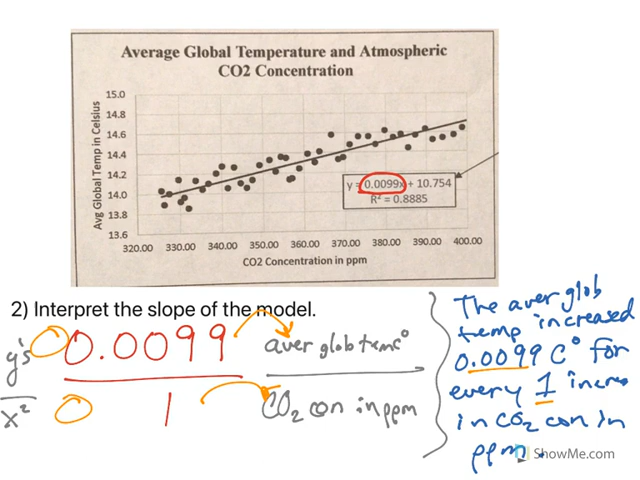 Average Global Temperature and Atmospheric
CO2 Concentration
Avg Global Temp in Celsius
15.0
14.8
14.6
14.4
14.2
14.0
13.8
13.6
y = 0.0099x + 10.754
R² = 0.8885
320.00 330.00 340.00 350.00 360.00 370.00 380.00 390.00 400.00
CO2 Concentration in ppm
2) Interpret the slope of the model.
y's 0.0099 aver glob temp c°
x² 0 1 CO2 con in ppm
The aver glob
temp increased
0.0099 C° for
every 1 incre
in CO2 con in
ppm.
ShowMe.com